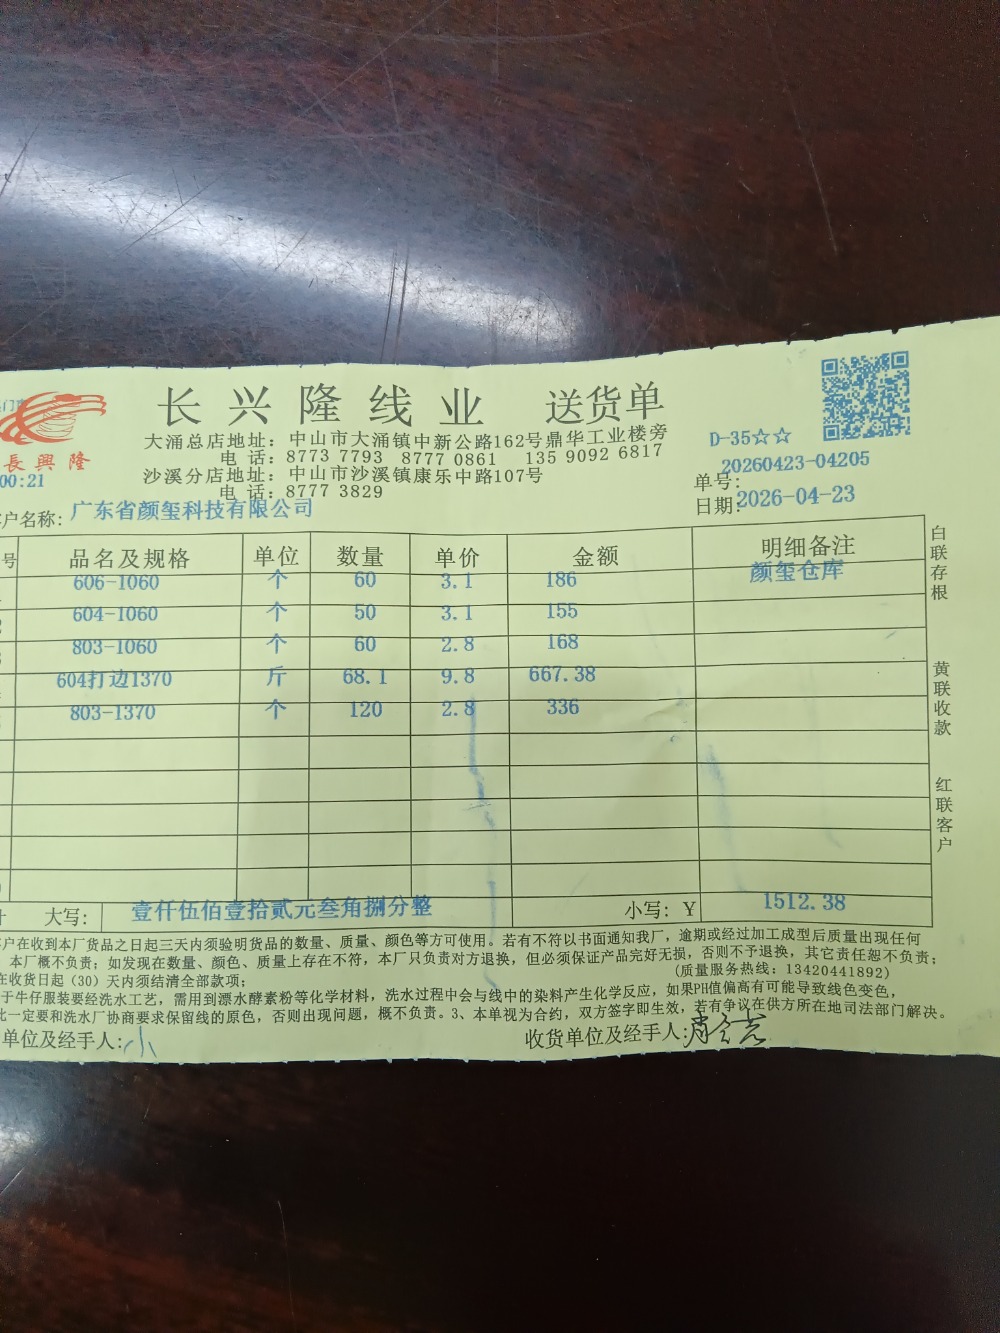 长兴隆线业 送货单
大涌总店地址：中山市大涌镇中新公路162号鼎华工业楼旁
电 话：8773 7793 8777 0861 135 9092 6817
沙溪分店地址：中山市沙溪镇康乐中路107号
电 话：8777 3829
長興隆
00:21
D-35☆☆
单号：20260423-04205
日期：2026-04-23
户名称：广东省颜玺科技有限公司
号 品名及规格 单位 数量 单价 金额 明细备注
606-1060 个 60 3.1 186 颜玺仓库
604-1060 个 50 3.1 155
803-1060 个 60 2.8 168
604打边1370 斤 68.1 9.8 667.38
803-1370 个 120 2.8 336
大写： 壹仟伍佰壹拾贰元叁角捌分整 小写：Y 1512.38
白联存根
黄联收款
红联客户
户在收到本厂货品之日起三天内须验明货品的数量、质量、颜色等方可使用。若有不符以书面通知我厂，逾期或经过加工成型后质量出现任何
本厂概不负责；如发现在数量、颜色、质量上存在不符，本厂只负责对方退换，但必须保证产品完好无损，否则不予退换，其它责任恕不负责；
在收货日起（30）天内须结清全部款项； （质量服务热线：13420441892）
于牛仔服装要经洗水工艺，需用到漂水酵素粉等化学材料，洗水过程中会与线中的染料产生化学反应，如果PH值偏高有可能导致线色变色，
比一定要和洗水厂协商要求保留线的原色，否则出现问题，概不负责。3、本单视为合约，双方签字即生效，若有争议在供方所在地司法部门解决。
单位及经手人：小 收货单位及经手人：